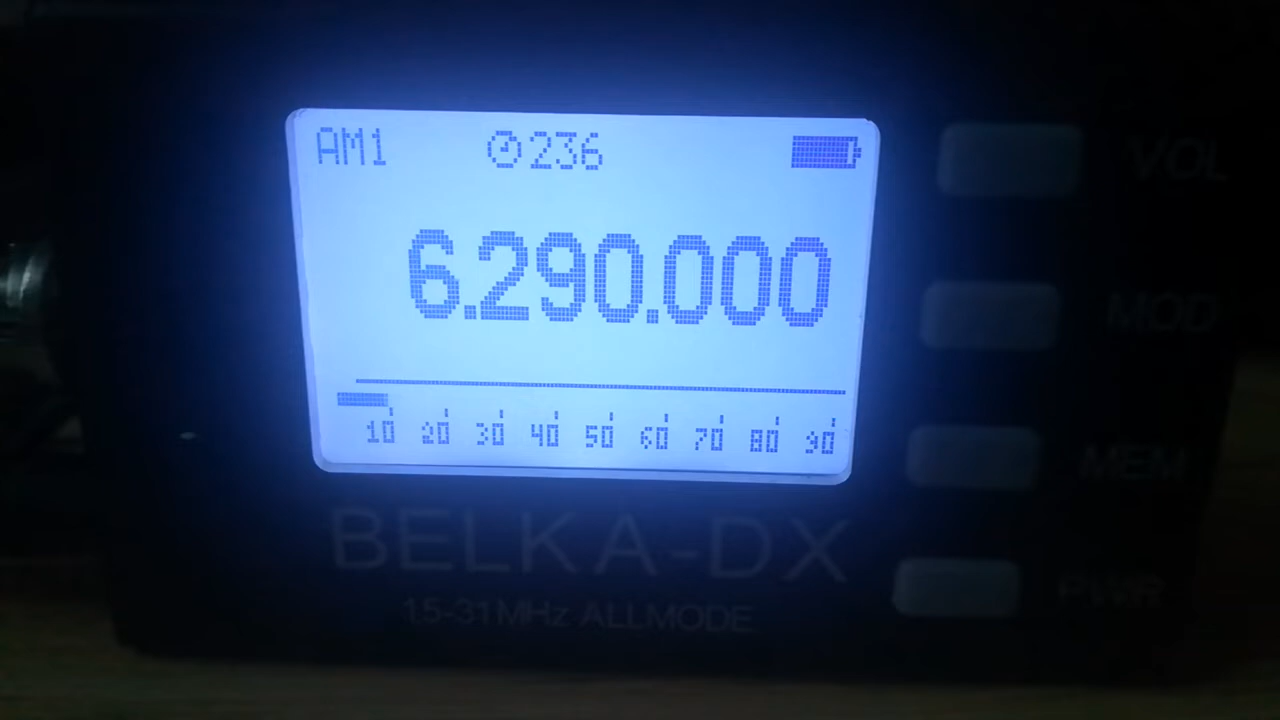 AM1 236
6.290.000
10 20 30 40 50 60 70 80 90
VOL
MOD
MEM
PWR
BELKA-DX
1.5-31MHz ALLMODE